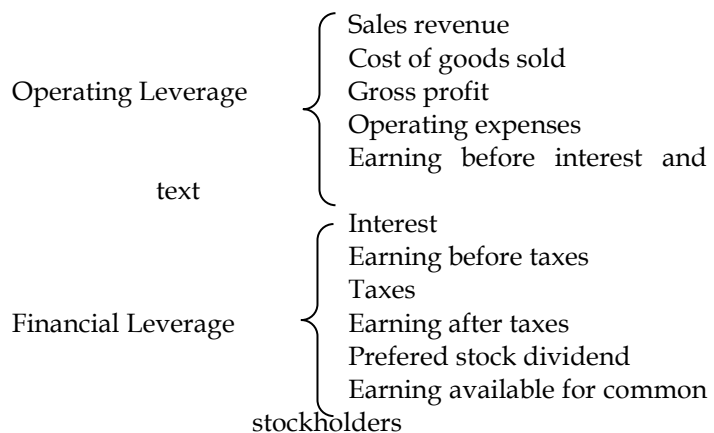 Sales revenue
Cost of goods sold
Operating Leverage Gross profit
Operating expenses
Earning before interest and
text
Interest
Earning before taxes
Taxes
Financial Leverage Earning after taxes
Prefered stock dividend
Earning available for common
stockholders